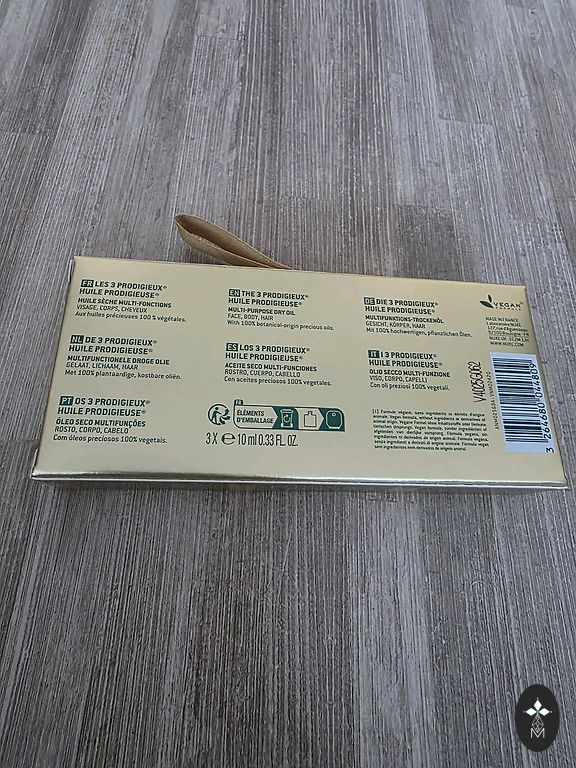 FR LES 3 PRODIGIEUX®
HUILE PRODIGIEUSE®
HUILE SÈCHE MULTI-FONCTIONS
VISAGE, CORPS, CHEVEUX
Aux huiles précieuses 100 % végétales.
EN THE 3 PRODIGIEUX®
HUILE PRODIGIEUSE®
MULTI-PURPOSE DRY OIL
FACE, BODY, HAIR
With 100% botanical-origin precious oils.
DE DIE 3 PRODIGIEUX®
HUILE PRODIGIEUSE®
MULTIFUNKTIONS-TROCKENÖL
GESICHT, KÖRPER, HAAR
Mit 100% hochwertigen, pflanzlichen Ölen.
VEGAN
MADE IN FRANCE
Laboratoire NUXE
WWW.NUXE.COM
NL DE 3 PRODIGIEUX®
HUILE PRODIGIEUSE®
MULTIFUNCTIONELE DROGE OLIE
GELAAT, LICHAAM, HAAR
Met 100% plantaardige, kostbare oliën.
ES LOS 3 PRODIGIEUX®
HUILE PRODIGIEUSE®
ACEITE SECO MULTI-FUNCIONES
ROSTRO, CUERPO, CABELLO
Con aceites preciosos 100% vegetales.
IT I 3 PRODIGIEUX®
HUILE PRODIGIEUSE®
OLIO SECCO MULTI-FUNZIONE
VISO, CORPO, CAPELLI
Con oli preziosi 100% vegetali.
PT OS 3 PRODIGIEUX®
HUILE PRODIGIEUSE®
ÓLEO SECO MULTIFUNÇÕES
ROSTO, CORPO, CABELO
Com óleos preciosos 100% vegetais.
FR
ÉLÉMENTS
D'EMBALLAGE
3 X ℮ 10 ml 0.33 FL. OZ.
M